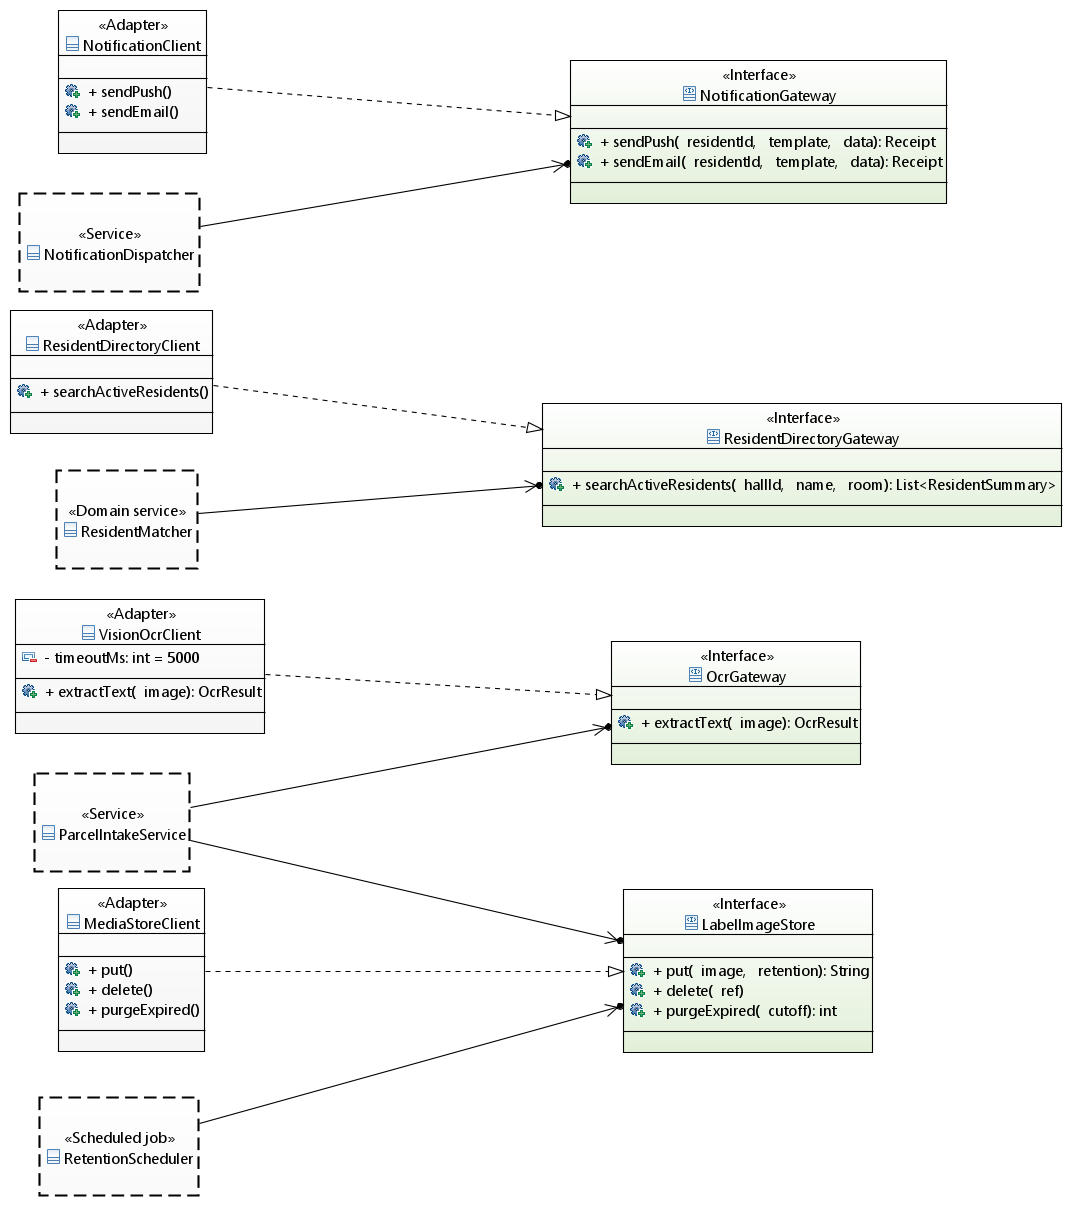 «Adapter»
NotificationClient
+ sendPush()
+ sendEmail()
«Interface»
NotificationGateway
+ sendPush( residentId, template, data): Receipt
+ sendEmail( residentId, template, data): Receipt
«Service»
NotificationDispatcher
«Adapter»
ResidentDirectoryClient
+ searchActiveResidents()
«Interface»
ResidentDirectoryGateway
+ searchActiveResidents( hallId, name, room): List<ResidentSummary>
«Domain service»
ResidentMatcher
«Adapter»
VisionOcrClient
- timeoutMs: int = 5000
+ extractText( image): OcrResult
«Interface»
OcrGateway
+ extractText( image): OcrResult
«Service»
ParcelIntakeService
«Adapter»
MediaStoreClient
+ put()
+ delete()
+ purgeExpired()
«Interface»
LabelImageStore
+ put( image, retention): String
+ delete( ref)
+ purgeExpired( cutoff): int
«Scheduled job»
RetentionScheduler